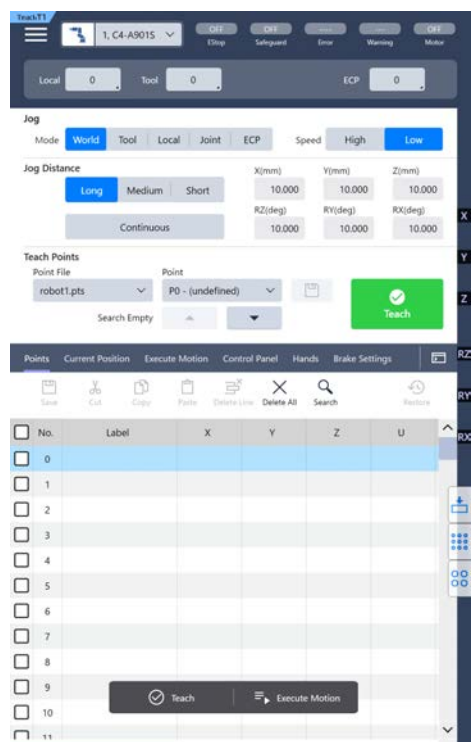 Teach/T1
1, C4-A901S
OFF OFF ---- ---- OFF
EStop Safeguard Error Warning Motor
Local 0 Tool 0 ECP 0
Jog
Mode World Tool Local Joint ECP Speed High Low
Jog Distance
X(mm) Y(mm) Z(mm)
Long Medium Short 10.000 10.000 10.000
RZ(deg) RY(deg) RX(deg)
Continuous 10.000 10.000 10.000
Teach Points
Point File Point
robot1.pts P0 - (undefined) Teach
Search Empty
X
Y
Z
RZ
RY
RX
Points Current Position Execute Motion Control Panel Hands Brake Settings
Save Cut Copy Paste Delete Line Delete All Search Restore
No. Label X Y Z U
0
1
2
3
4
5
6
7
8
9
Teach Execute Motion
10
11